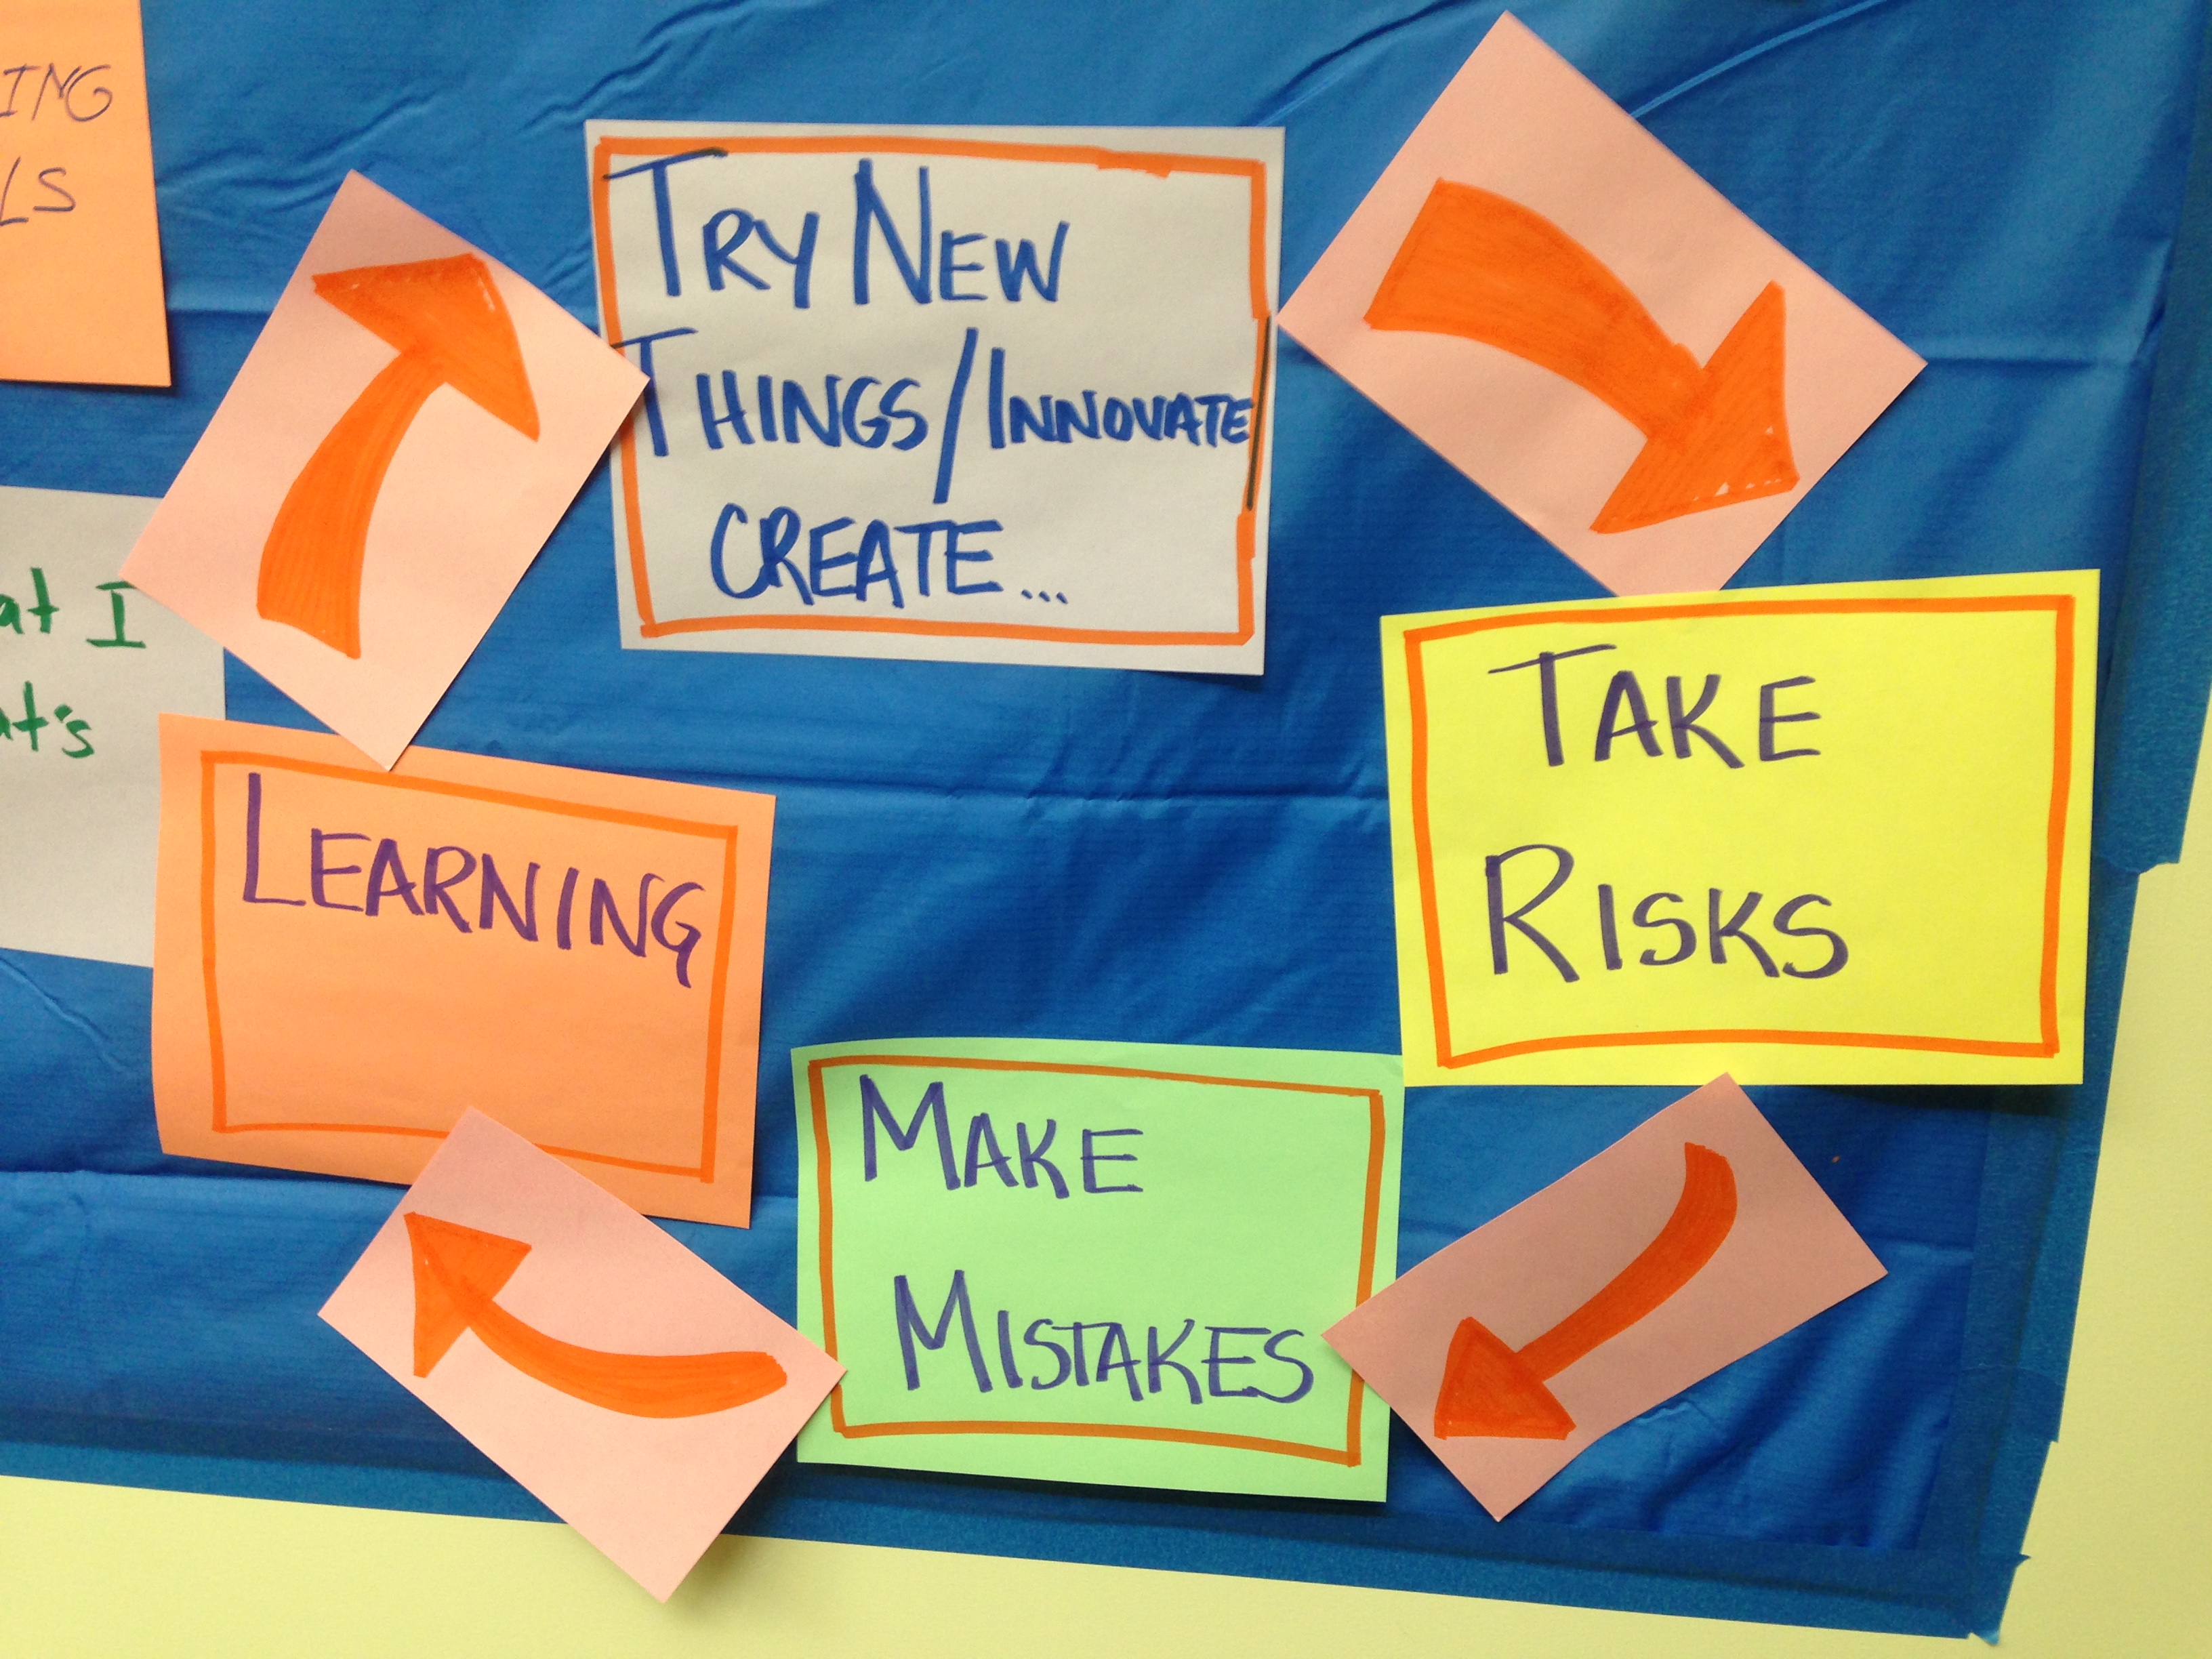 TRY NEW
THINGS/INNOVATE
CREATE...
TAKE
RISKS
MAKE
MISTAKES
LEARNING
I